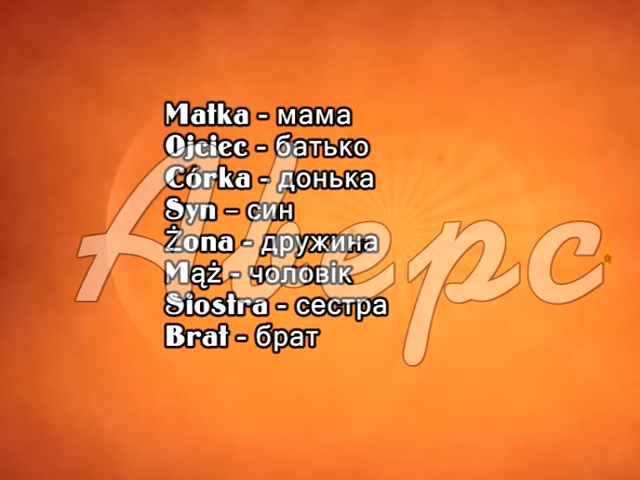 Matka - мама
Ojciec - батько
Córka - донька
Syn – син
Żona - дружина
Mąż - чоловік
Siostra - сестра
Brat - брат
Аверс